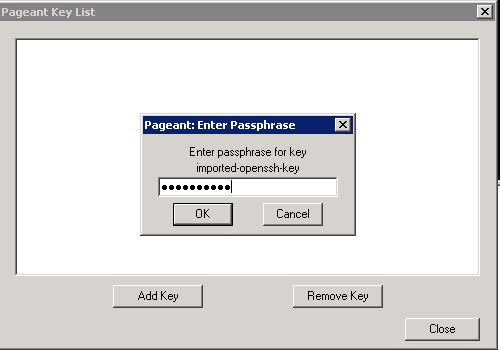 Pageant Key List
Pageant: Enter Passphrase
Enter passphrase for key
imported-openssh-key
●●●●●●●●●●
OK
Cancel
Add Key
Remove Key
Close